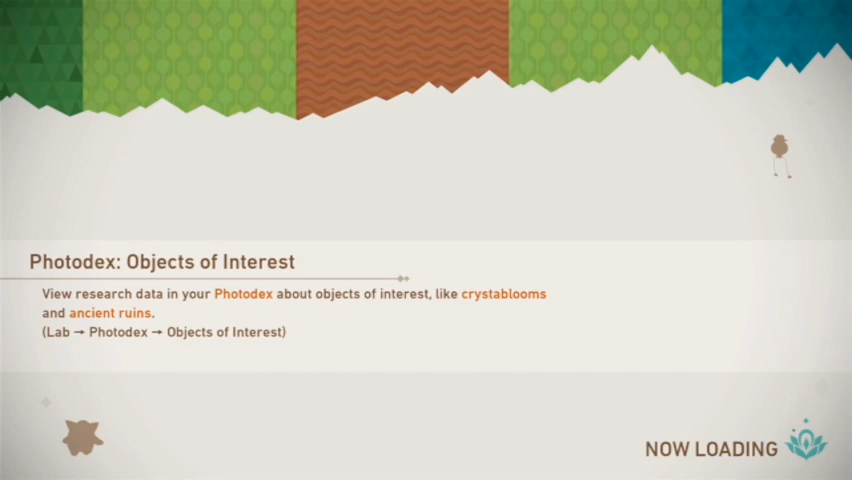 Photodex: Objects of Interest
View research data in your Photodex about objects of interest, like crystablooms
and ancient ruins.
(Lab → Photodex → Objects of Interest)
NOW LOADING